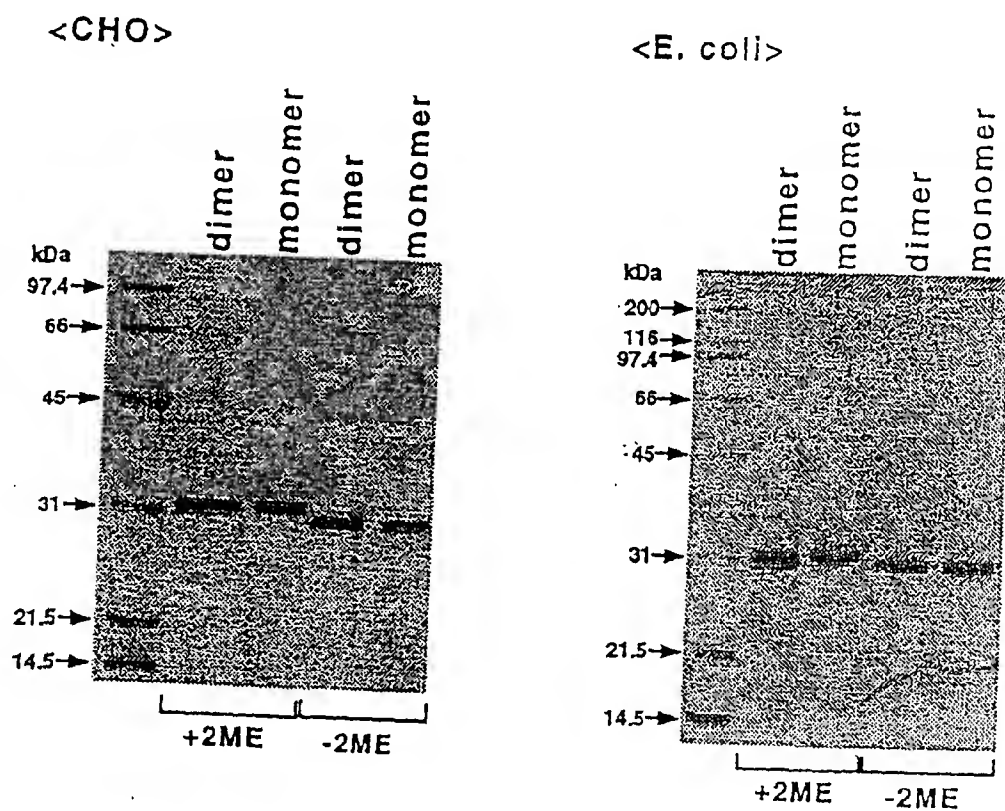 <CHO>
dimer
monomer
dimer
monomer
kDa
97.4
66
45
31
21.5
14.5
+2ME
-2ME
<E. coli>
dimer
monomer
dimer
monomer
kDa
200
116
97.4
66
45
31
21.5
14.5
+2ME
-2ME